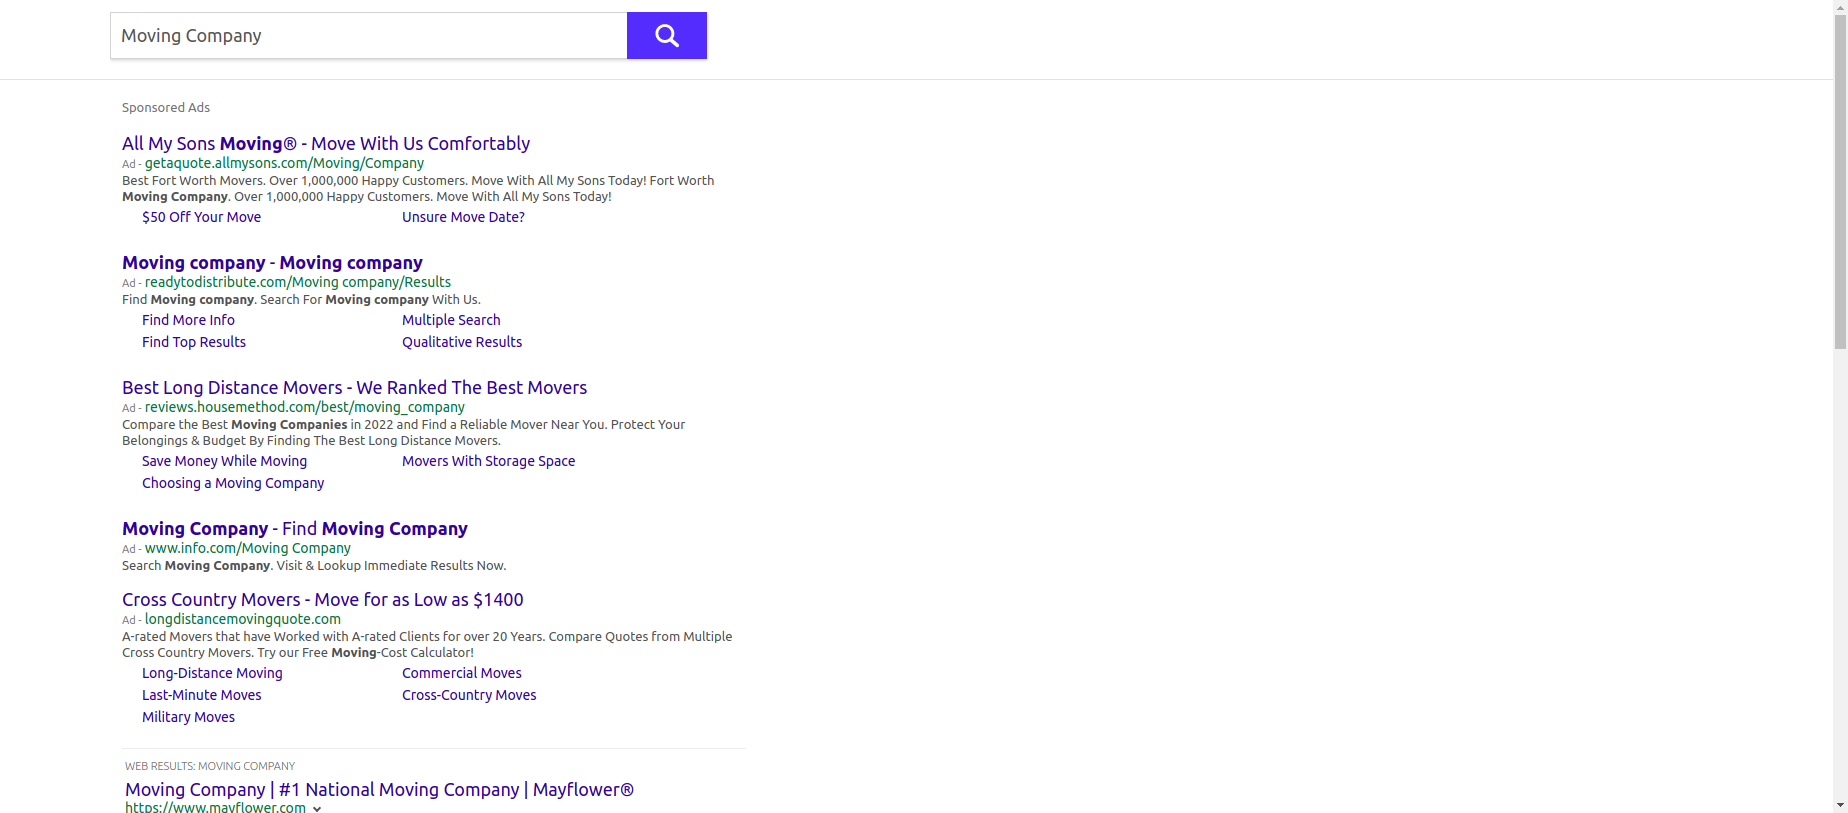 Moving Company
Sponsored Ads
All My Sons Moving® - Move With Us Comfortably
Ad - getaquote.allmysons.com/Moving/Company
Best Fort Worth Movers. Over 1,000,000 Happy Customers. Move With All My Sons Today! Fort Worth
Moving Company. Over 1,000,000 Happy Customers. Move With All My Sons Today!
$50 Off Your Move Unsure Move Date?
Moving company - Moving company
Ad - readytodistribute.com/Moving company/Results
Find Moving company. Search For Moving company With Us.
Find More Info Multiple Search
Find Top Results Qualitative Results
Best Long Distance Movers - We Ranked The Best Movers
Ad - reviews.housemethod.com/best/moving_company
Compare the Best Moving Companies in 2022 and Find a Reliable Mover Near You. Protect Your
Belongings & Budget By Finding The Best Long Distance Movers.
Save Money While Moving Movers With Storage Space
Choosing a Moving Company
Moving Company - Find Moving Company
Ad - www.info.com/Moving Company
Search Moving Company. Visit & Lookup Immediate Results Now.
Cross Country Movers - Move for as Low as $1400
Ad - longdistancemovingquote.com
A-rated Movers that have Worked with A-rated Clients for over 20 Years. Compare Quotes from Multiple
Cross Country Movers. Try our Free Moving-Cost Calculator!
Long-Distance Moving Commercial Moves
Last-Minute Moves Cross-Country Moves
Military Moves
WEB RESULTS: MOVING COMPANY
Moving Company | #1 National Moving Company | Mayflower®
https://www.mayflower.com